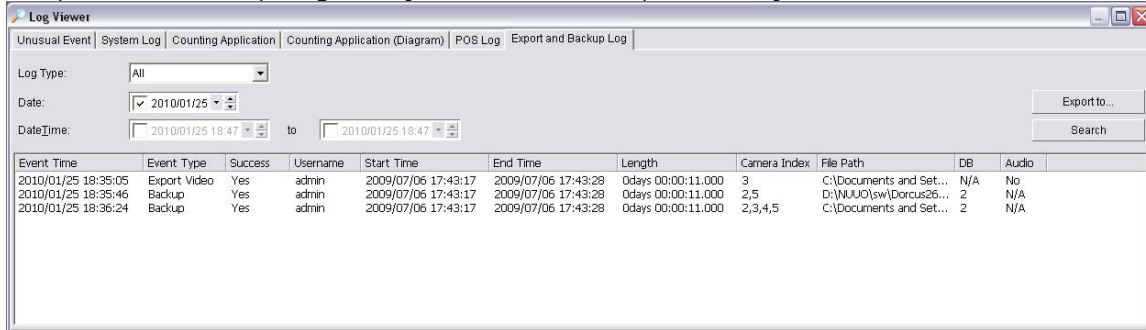 Log Viewer
Unusual Event System Log Counting Application Counting Application (Diagram) POS Log Export and Backup Log
Log Type: All
Date: 2010/01/25
Export to...
DateTime: 2010/01/25 18:47 to 2010/01/25 18:47
Search
Event Time Event Type Success Username Start Time End Time Length Camera Index File Path DB Audio
2010/01/25 18:35:05 Export Video Yes admin 2009/07/06 17:43:17 2009/07/06 17:43:28 0days 00:00:11.000 3 C:\Documents and Set... N/A No
2010/01/25 18:35:46 Backup Yes admin 2009/07/06 17:43:17 2009/07/06 17:43:28 0days 00:00:11.000 2,5 D:\NUUO\sw\Dorcus26... 2 N/A
2010/01/25 18:36:24 Backup Yes admin 2009/07/06 17:43:17 2009/07/06 17:43:28 0days 00:00:11.000 2,3,4,5 C:\Documents and Set... 2 N/A